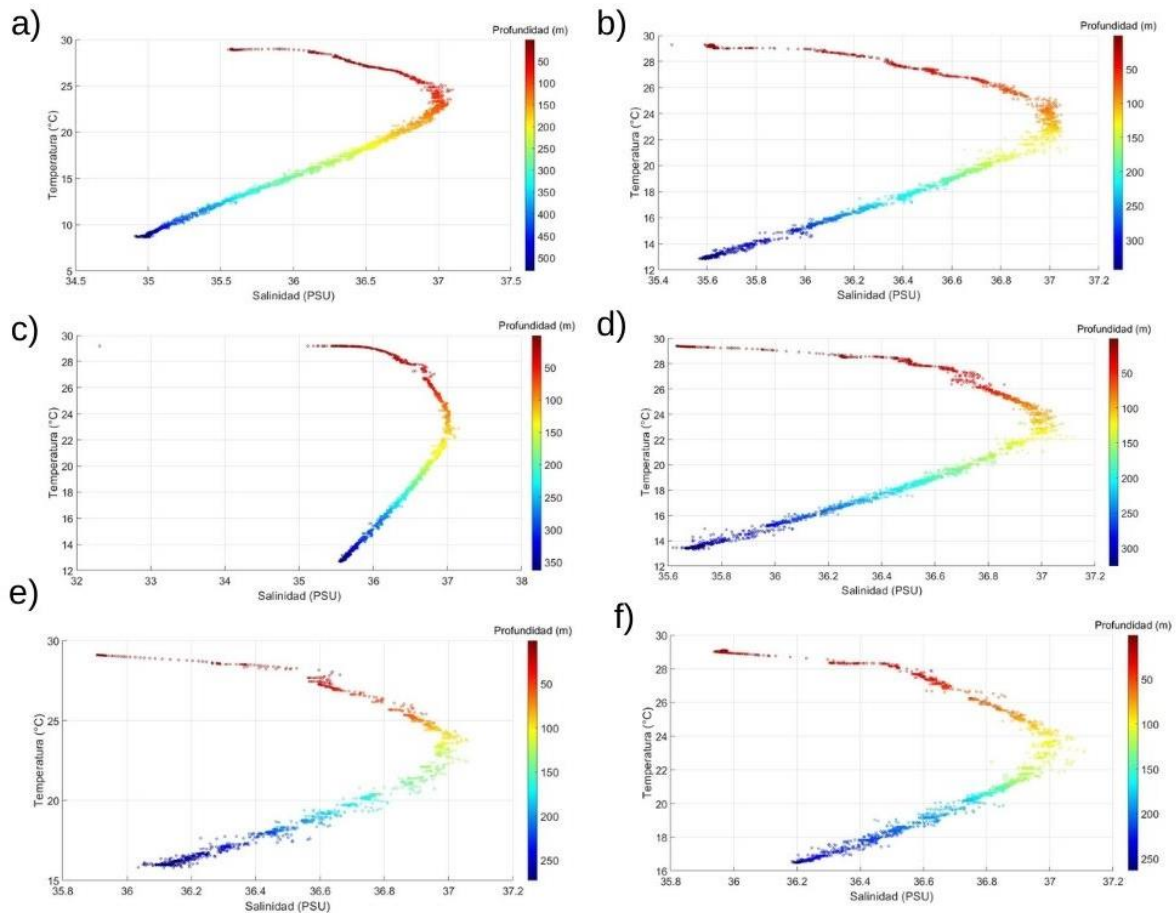 a)
Profundidad (m)
Temperatura (°C)
30
25
20
15
10
5
34.5 35 35.5 36 36.5 37 37.5
Salinidad (PSU)
50
100
150
200
250
300
350
400
450
500
b)
Profundidad (m)
Temperatura (°C)
30
28
26
24
22
20
18
16
14
12
35.4 35.6 35.8 36 36.2 36.4 36.6 36.8 37 37.2
Salinidad (PSU)
50
100
150
200
250
300
c)
Profundidad (m)
Temperatura (°C)
30
28
26
24
22
20
18
16
14
12
32 33 34 35 36 37 38
Salinidad (PSU)
50
100
150
200
250
300
350
d)
Profundidad (m)
Temperatura (°C)
30
28
26
24
22
20
18
16
14
12
35.6 35.8 36 36.2 36.4 36.6 36.8 37 37.2
Salinidad (PSU)
50
100
150
200
250
300
e)
Profundidad (m)
Temperatura (°C)
30
25
20
15
35.8 36 36.2 36.4 36.6 36.8 37 37.2
Salinidad (PSU)
50
100
150
200
250
f)
Profundidad (m)
Temperatura (°C)
30
28
26
24
22
20
18
16
35.8 36 36.2 36.4 36.6 36.8 37 37.2
Salinidad (PSU)
50
100
150
200
250